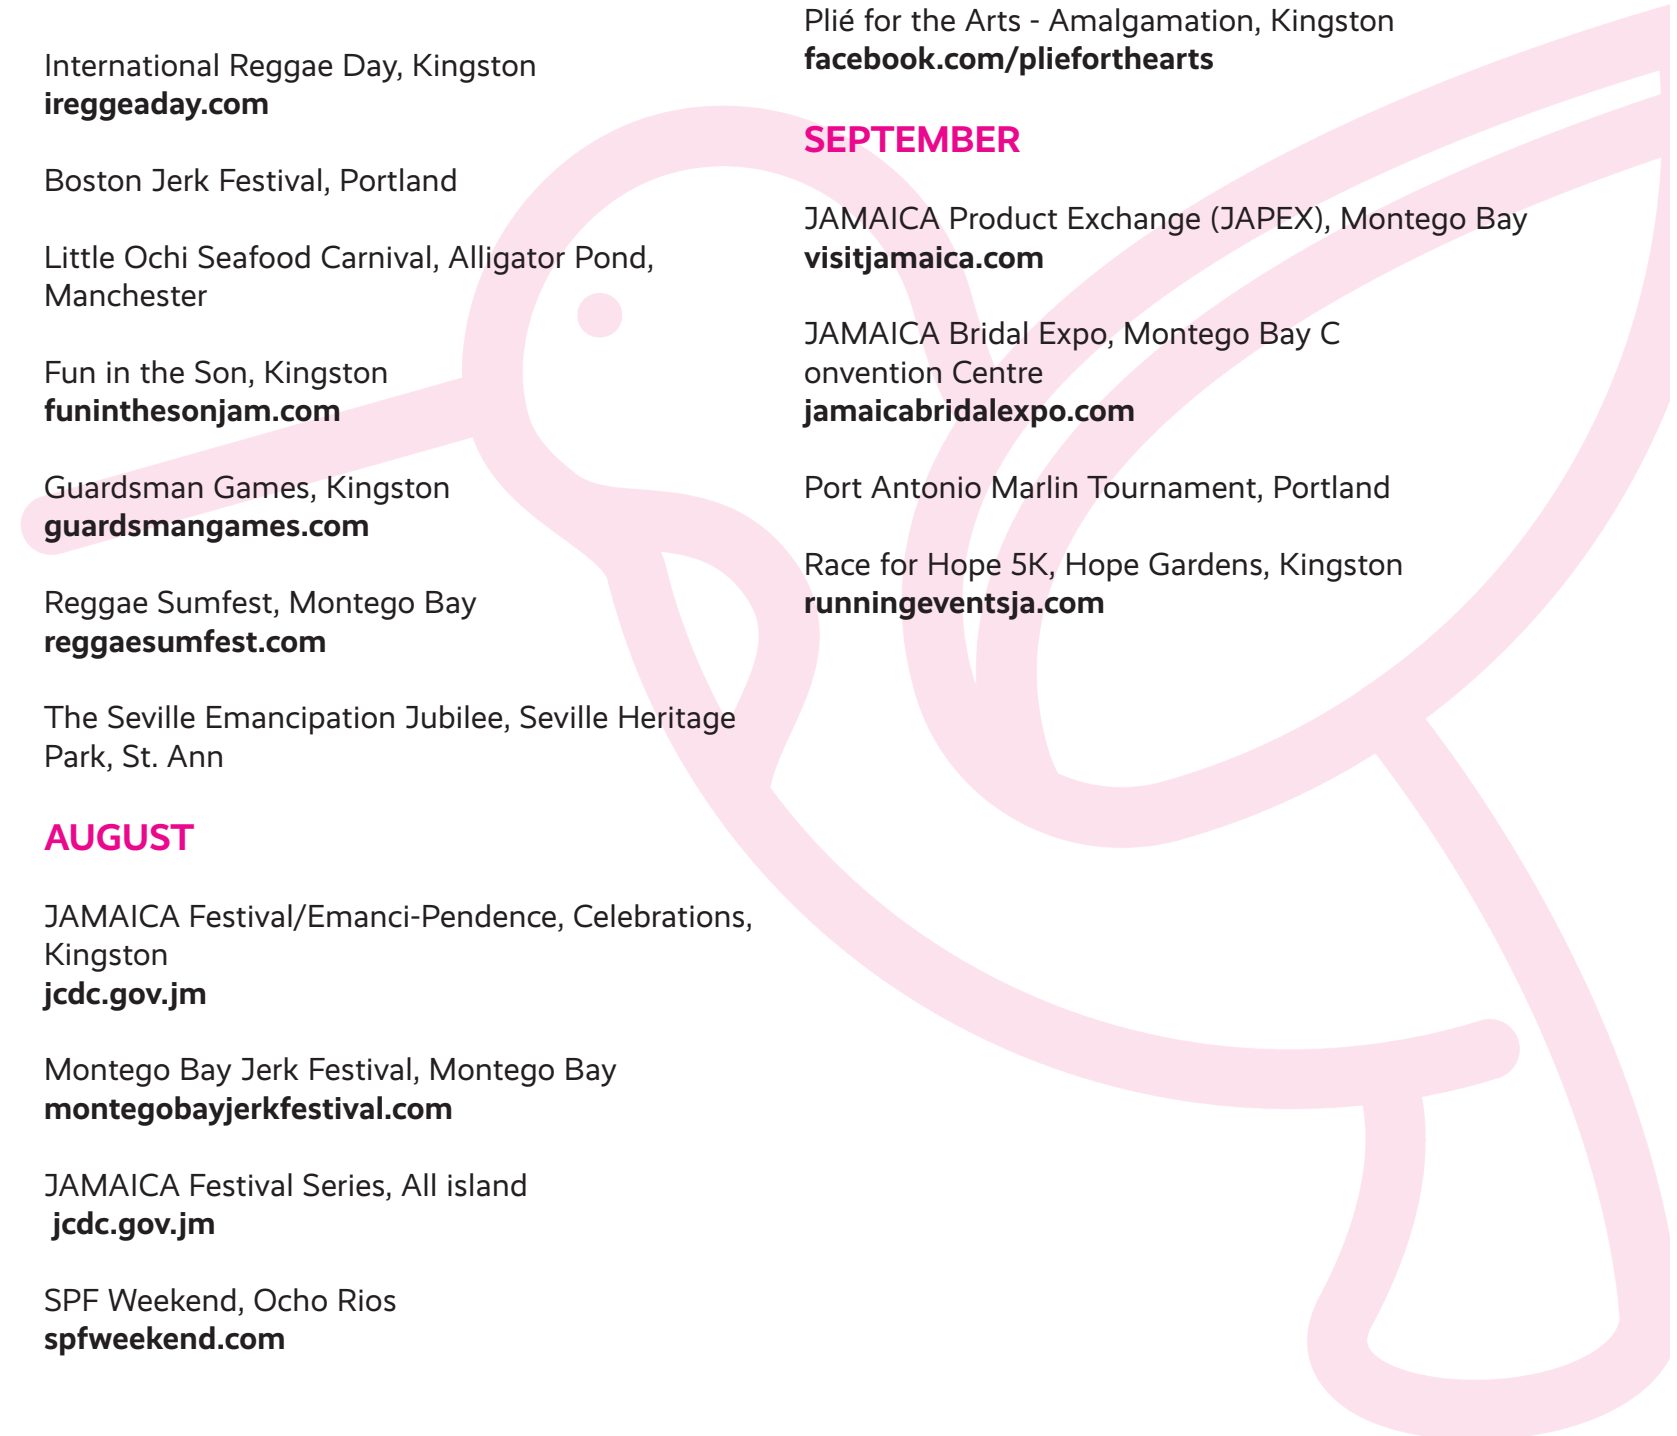 International Reggae Day, Kingston
ireggeaday.com
Boston Jerk Festival, Portland
Little Ochi Seafood Carnival, Alligator Pond,
Manchester
Fun in the Son, Kingston
funinthesonjam.com
Guardsman Games, Kingston
guardsmangames.com
Reggae Sumfest, Montego Bay
reggaesumfest.com
The Seville Emancipation Jubilee, Seville Heritage
Park, St. Ann
AUGUST
JAMAICA Festival/Emanci-Pendence, Celebrations,
Kingston
jcdc.gov.jm
Montego Bay Jerk Festival, Montego Bay
montegobayjerkfestival.com
JAMAICA Festival Series, All island
jcdc.gov.jm
SPF Weekend, Ocho Rios
spfweekend.com
Plié for the Arts - Amalgamation, Kingston
facebook.com/plieforthearts
SEPTEMBER
JAMAICA Product Exchange (JAPEX), Montego Bay
visitjamaica.com
JAMAICA Bridal Expo, Montego Bay C
onvention Centre
jamaicabridalexpo.com
Port Antonio Marlin Tournament, Portland
Race for Hope 5K, Hope Gardens, Kingston
runningeventsja.com